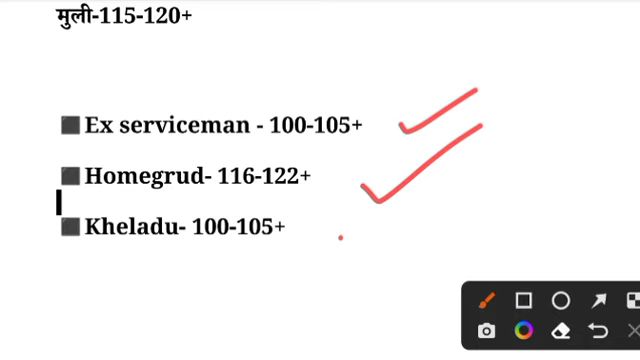 मुली-115-120+
Ex serviceman - 100-105+
Homegrud- 116-122+
Kheladu- 100-105+